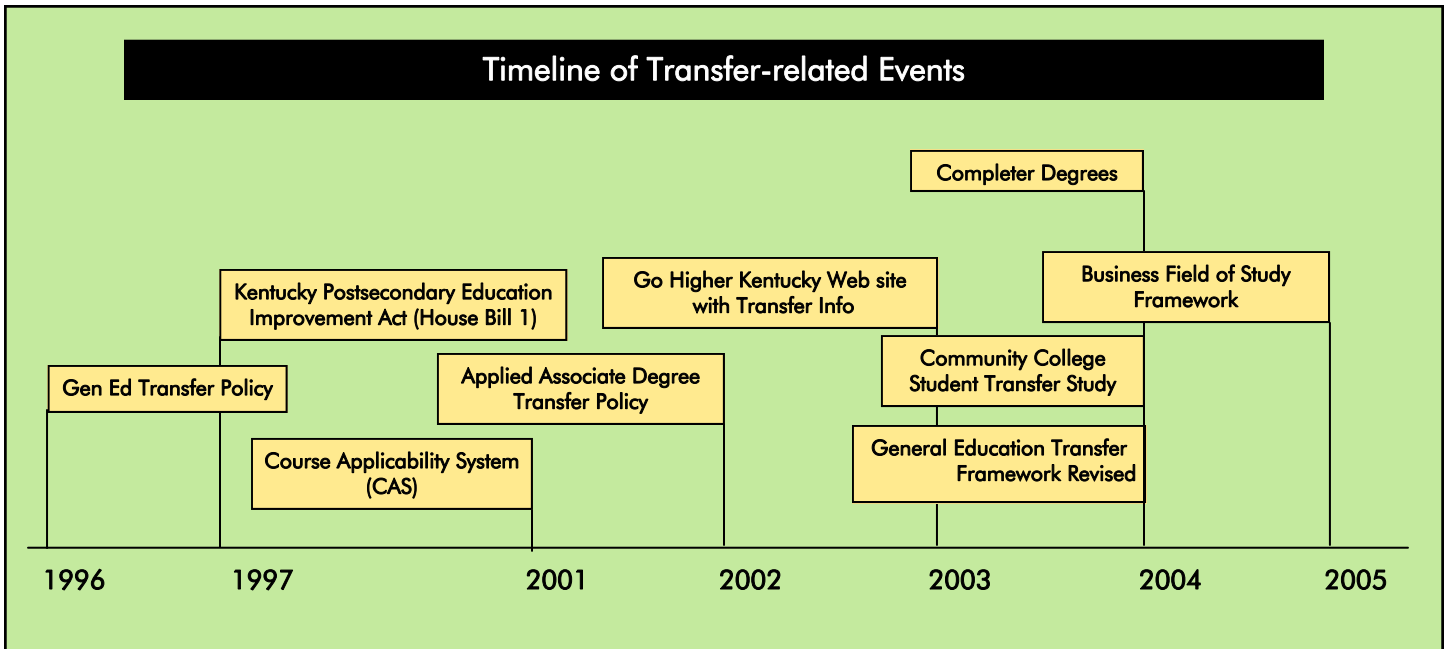 Timeline of Transfer-related Events
Completer Degrees
Business Field of Study
Framework
Go Higher Kentucky Web site
with Transfer Info
Kentucky Postsecondary Education
Improvement Act (House Bill 1)
Community College
Student Transfer Study
Applied Associate Degree
Transfer Policy
Gen Ed Transfer Policy
General Education Transfer
Framework Revised
Course Applicability System
(CAS)
1996 1997 2001 2002 2003 2004 2005